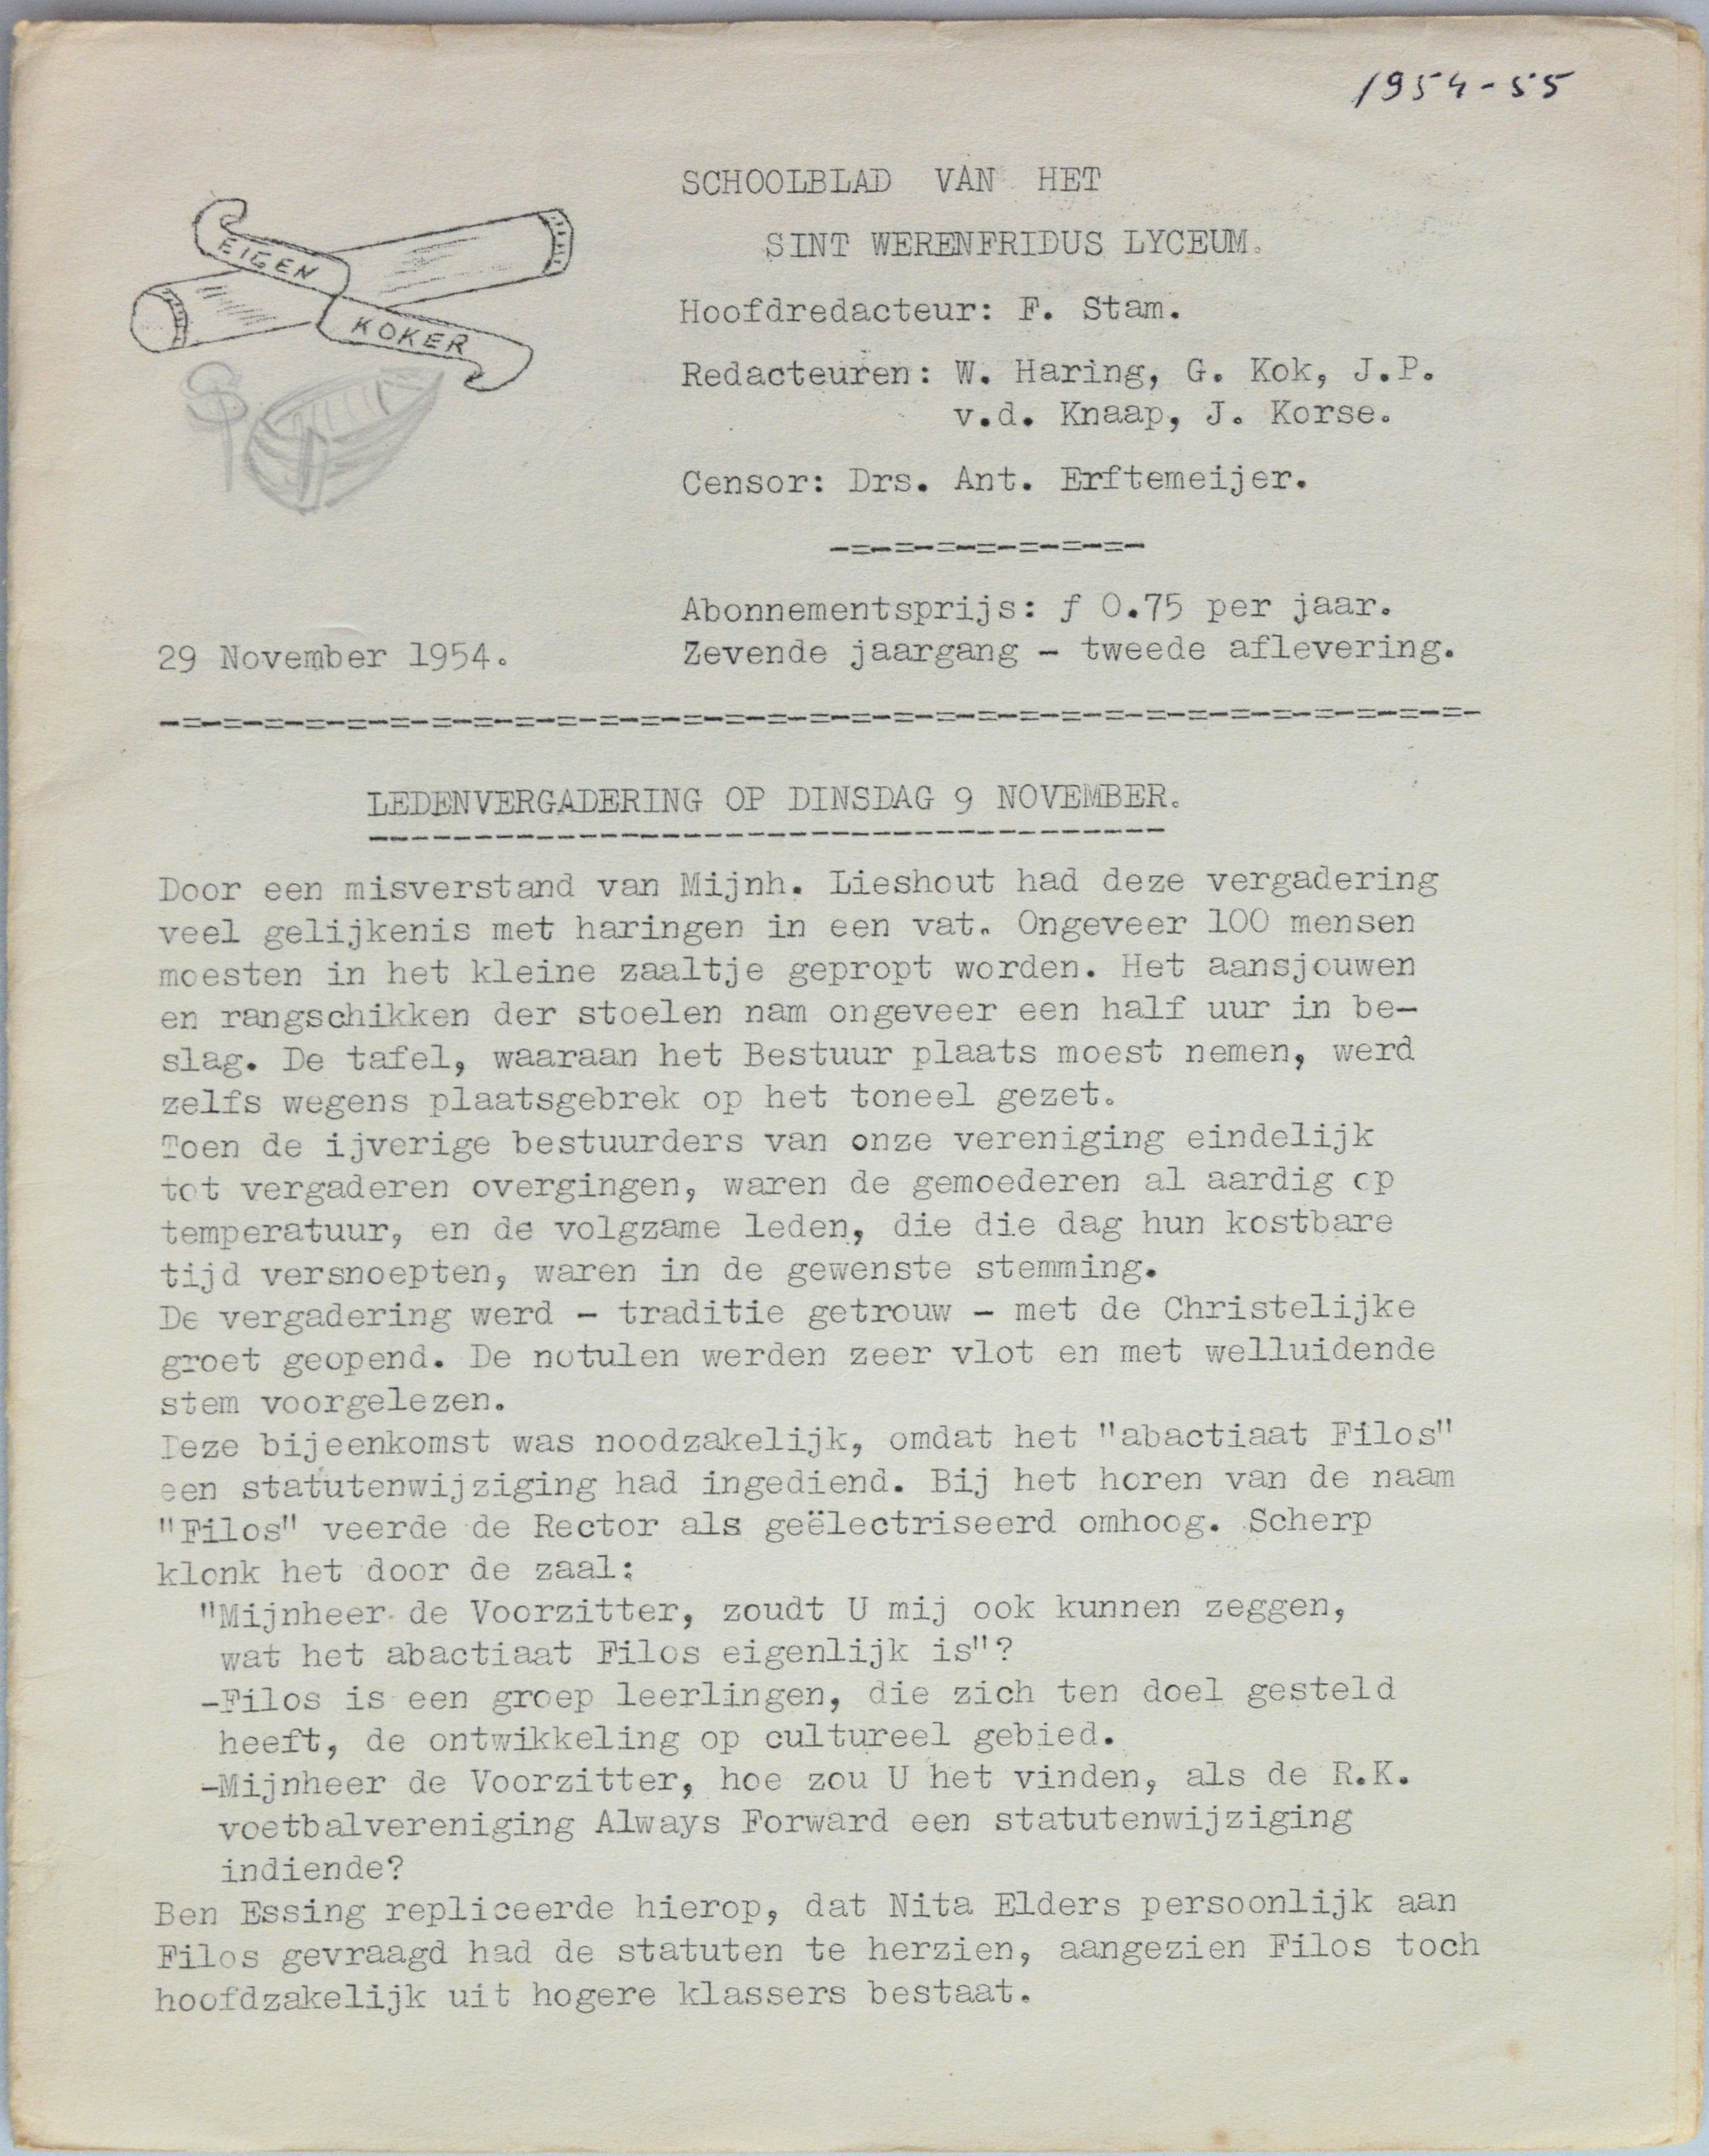 1954-55
EIGEN
KOKER
SCHOOLBLAD VAN HET
SINT WERENFRIDUS LYCEUM.
Hoofdredacteur: F. Stam.
Redacteuren: W. Haring, G. Kok, J.P.
v.d. Knaap, J. Korse.
Censor: Drs. Ant. Erftemeijer.
-=-=-=-=-=-=-=-
Abonnementsprijs: ƒ 0.75 per jaar.
29 November 1954.
Zevende jaargang - tweede aflevering.
-=-=-=-=-=-=-=-=-=-=-=-=-=-=-=-=-=-=-=-=-=-=-=-=-=-=-=-=-=-=-=-
LEDENVERGADERING OP DINSDAG 9 NOVEMBER.
Door een misverstand van Mijnh. Lieshout had deze vergadering
veel gelijkenis met haringen in een vat. Ongeveer 100 mensen
moesten in het kleine zaaltje gepropt worden. Het aansjouwen
en rangschikken der stoelen nam ongeveer een half uur in be-
slag. De tafel, waaraan het Bestuur plaats moest nemen, werd
zelfs wegens plaatsgebrek op het toneel gezet.
Toen de ijverige bestuurders van onze vereniging eindelijk
tot vergaderen overgingen, waren de gemoederen al aardig op
temperatuur, en de volgzame leden, die die dag hun kostbare
tijd versnoepten, waren in de gewenste stemming.
De vergadering werd - traditie getrouw - met de Christelijke
groet geopend. De notulen werden zeer vlot en met welluidende
stem voorgelezen.
Deze bijeenkomst was noodzakelijk, omdat het "abactiaat Filos"
een statutenwijziging had ingediend. Bij het horen van de naam
"Filos" veerde de Rector als geëlectriseerd omhoog. Scherp
klonk het door de zaal:
"Mijnheer de Voorzitter, zoudt U mij ook kunnen zeggen,
wat het abactiaat Filos eigenlijk is"?
-Filos is een groep leerlingen, die zich ten doel gesteld
heeft, de ontwikkeling op cultureel gebied.
-Mijnheer de Voorzitter, hoe zou U het vinden, als de R.K.
voetbalvereniging Always Forward een statutenwijziging
indiende?
Ben Essing repliceerde hierop, dat Nita Elders persoonlijk aan
Filos gevraagd had de statuten te herzien, aangezien Filos toch
hoofdzakelijk uit hogere klassers bestaat.